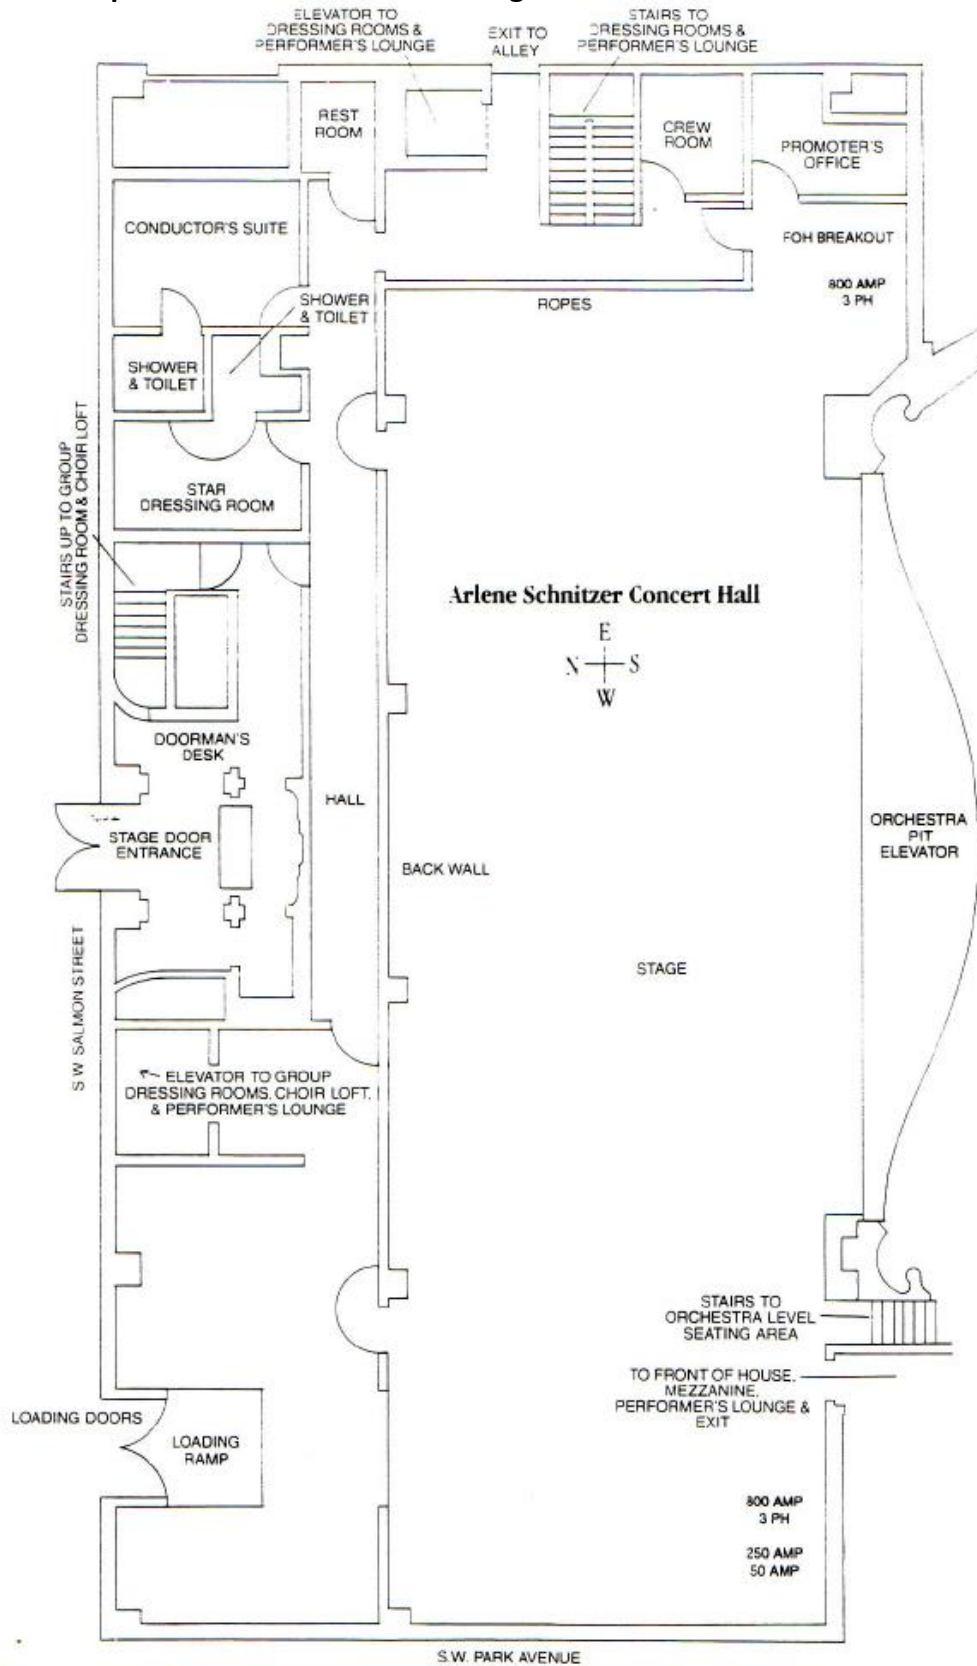 ELEVATOR TO
DRESSING ROOMS &
PERFORMER'S LOUNGE
EXIT TO
ALLEY
STAIRS TO
DRESSING ROOMS &
PERFORMER'S LOUNGE
REST
ROOM
CREW
ROOM
PROMOTER'S
OFFICE
CONDUCTOR'S SUITE
FOH BREAKOUT
800 AMP
3 PH
SHOWER
& TOILET
ROPES
SHOWER
& TOILET
STAIRS UP TO GROUP
DRESSING ROOM & CHOIR LOFT
STAR
DRESSING ROOM
Arlene Schnitzer Concert Hall
E
N S
W
DOORMAN'S
DESK
HALL
STAGE DOOR
ENTRANCE
ORCHESTRA
PIT
ELEVATOR
BACK WALL
STAGE
S W SALMON STREET
ELEVATOR TO GROUP
DRESSING ROOMS, CHOIR LOFT,
& PERFORMER'S LOUNGE
STAIRS TO
ORCHESTRA LEVEL
SEATING AREA
TO FRONT OF HOUSE,
MEZZANINE,
PERFORMER'S LOUNGE &
EXIT
LOADING DOORS
LOADING
RAMP
800 AMP
3 PH
250 AMP
50 AMP
S.W. PARK AVENUE